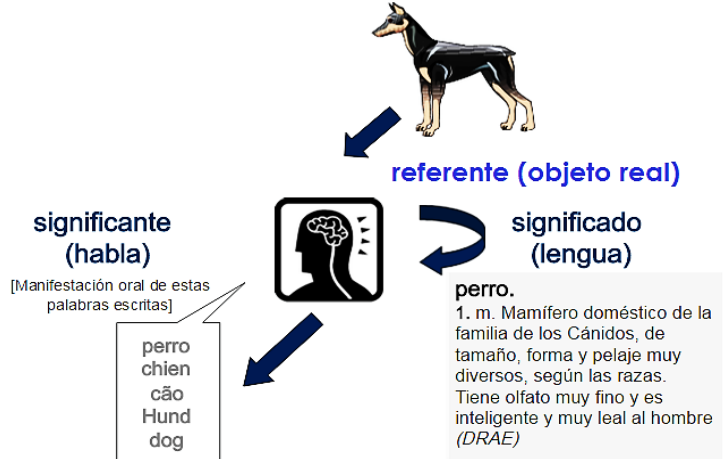 referente (objeto real)
significante
(habla)
[Manifestación oral de estas
palabras escritas]
perro
chien
cão
Hund
dog
significado
(lengua)
perro.
1. m. Mamífero doméstico de la
familia de los Cánidos, de
tamaño, forma y pelaje muy
diversos, según las razas.
Tiene olfato muy fino y es
inteligente y muy leal al hombre
(DRAE)